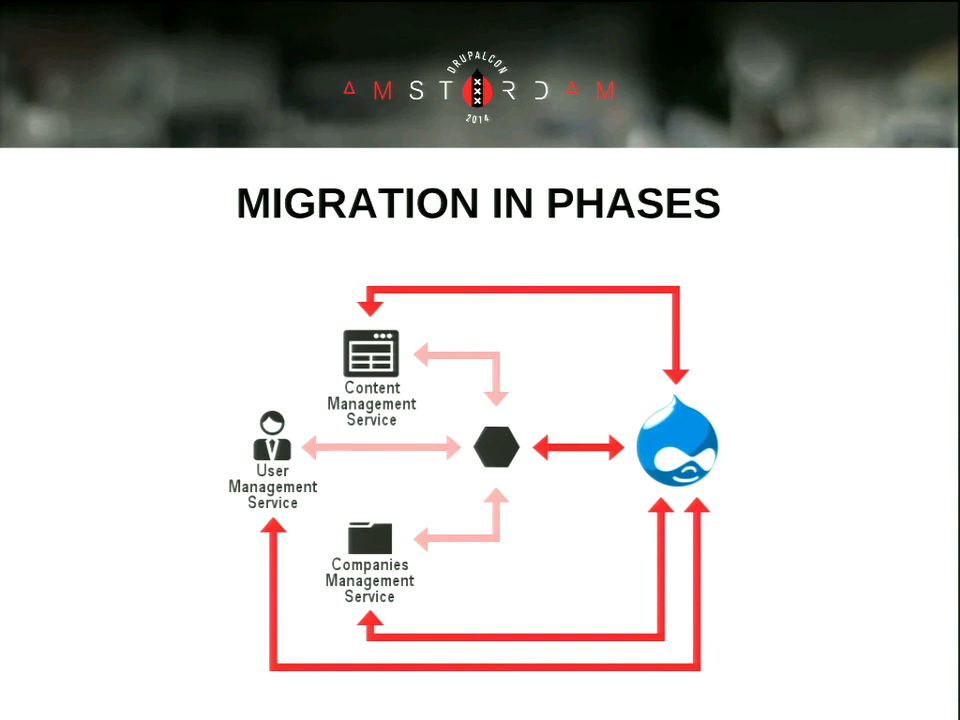 DRUPALCON
AMSTERDAM
2014
MIGRATION IN PHASES
Content
Management
Service
User
Management
Service
Companies
Management
Service